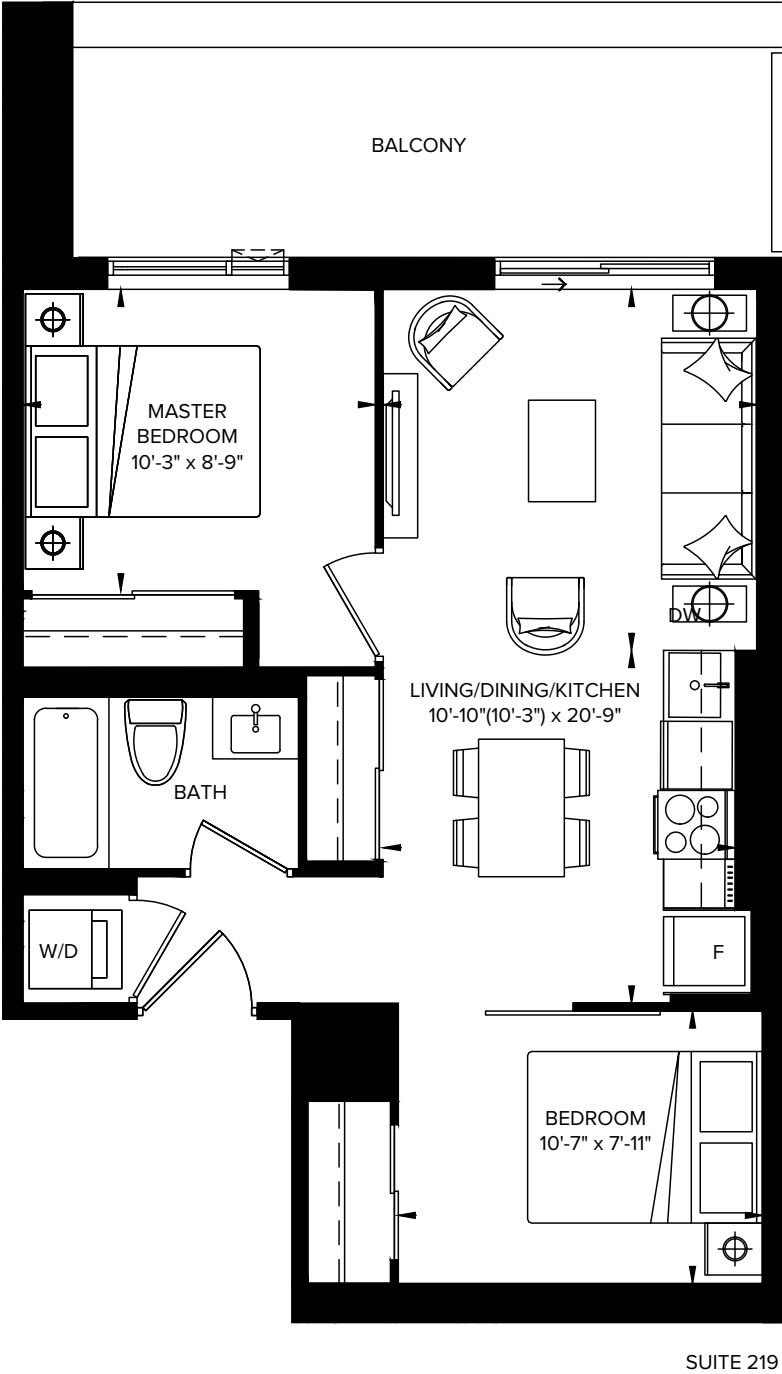 BALCONY
MASTER
BEDROOM
10'-3" x 8'-9"
DW
LIVING/DINING/KITCHEN
10'-10"(10'-3") x 20'-9"
BATH
W/D
F
BEDROOM
10'-7" x 7'-11"
SUITE 219